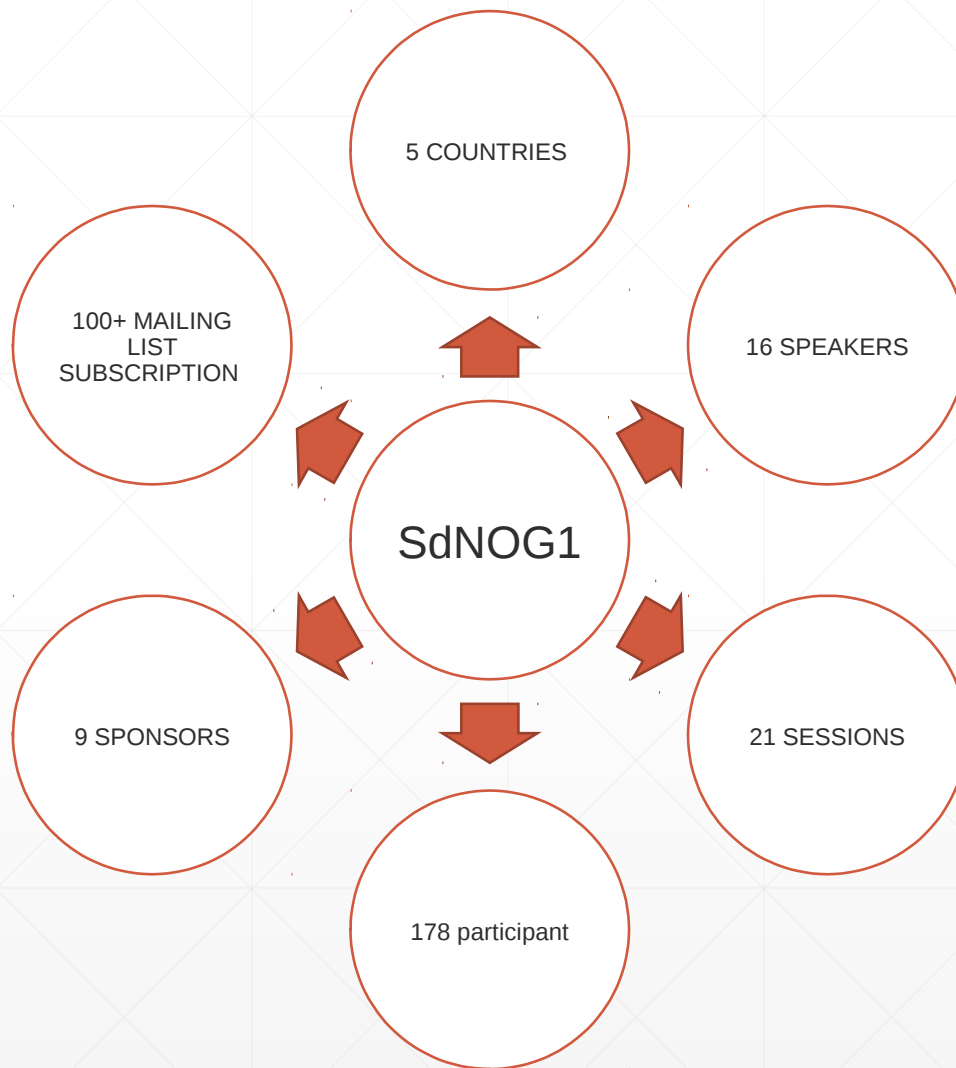 5 COUNTRIES
100+ MAILING
LIST
SUBSCRIPTION
16 SPEAKERS
SdNOG1
9 SPONSORS
21 SESSIONS
178 participant